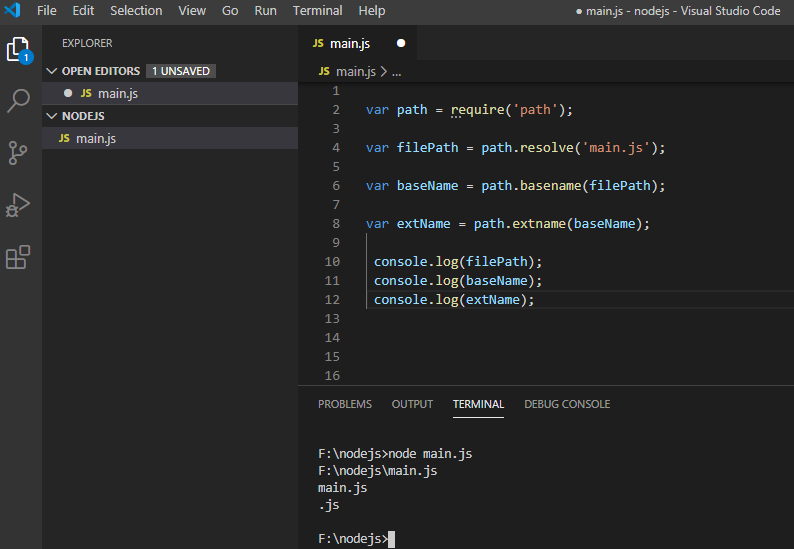 File Edit Selection View Go Run Terminal Help ● main.js - nodejs - Visual Studio Code
EXPLORER
OPEN EDITORS 1 UNSAVED
● JS main.js
NODEJS
JS main.js
1
JS main.js ●
JS main.js > ...
1
2 var path = require('path');
3
4 var filePath = path.resolve('main.js');
5
6 var baseName = path.basename(filePath);
7
8 var extName = path.extname(baseName);
9
10 console.log(filePath);
11 console.log(baseName);
12 console.log(extName);
13
14
15
16
PROBLEMS OUTPUT TERMINAL DEBUG CONSOLE
F:\nodejs>node main.js
F:\nodejs\main.js
main.js
.js
F:\nodejs>